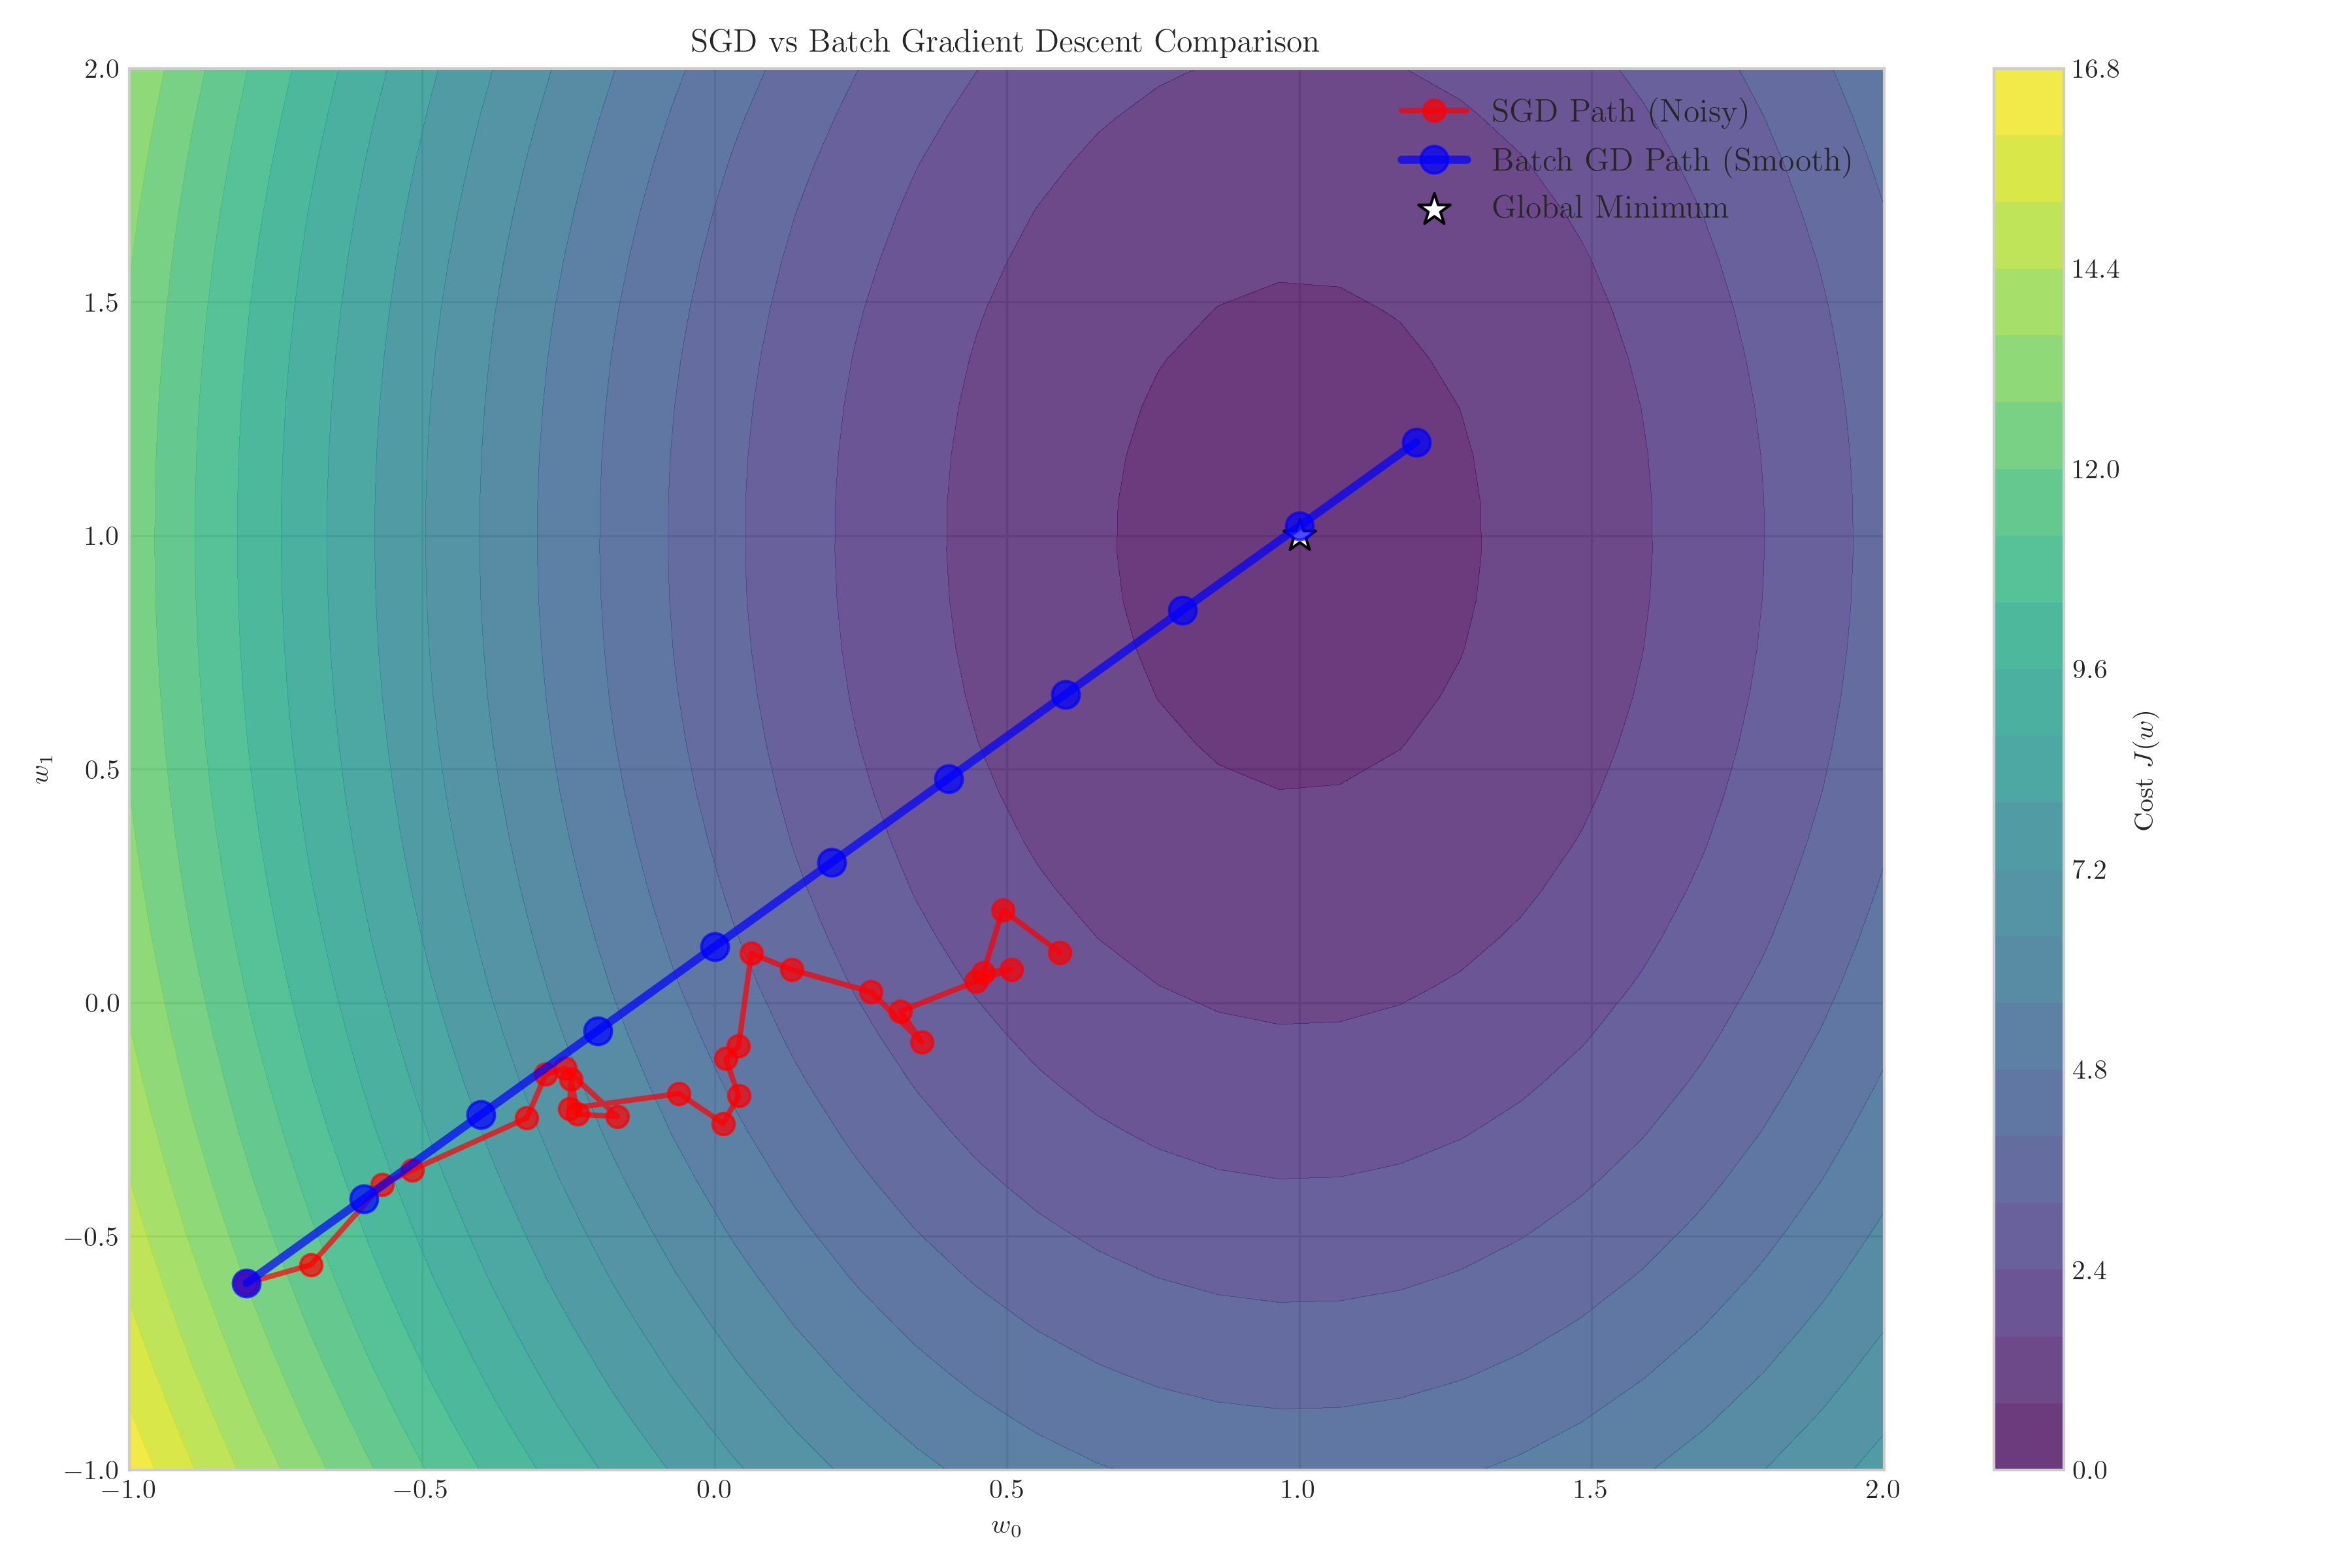 SGD vs Batch Gradient Descent Comparison
SGD Path (Noisy)
Batch GD Path (Smooth)
Global Minimum
2.0
1.5
1.0
0.5
0.0
−0.5
−1.0
w₁
−1.0 −0.5 0.0 0.5 1.0 1.5 2.0
w₀
16.8
14.4
12.0
9.6
7.2
4.8
2.4
0.0
Cost J(w)